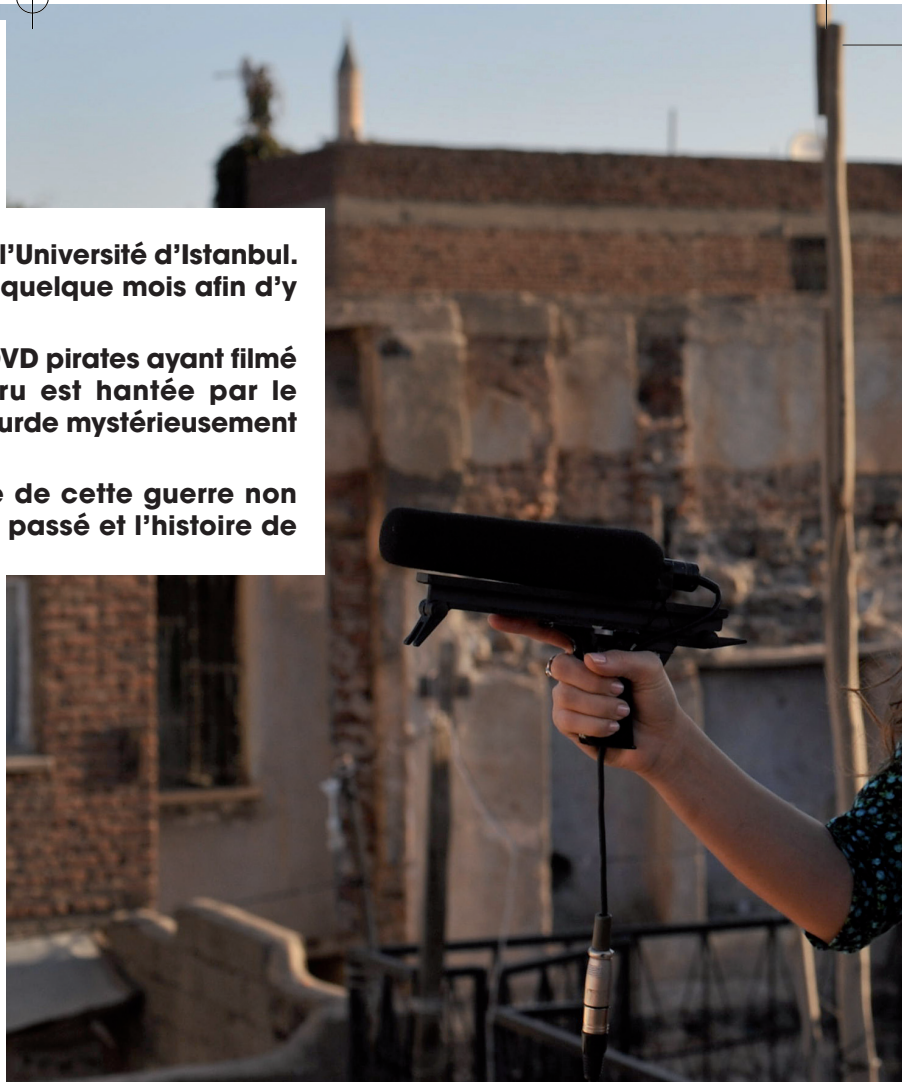 l’Université d’Istanbul.
quelque mois afin d’y
DVD pirates ayant filmé
ru est hantée par le
urde mystérieusement
e de cette guerre non
passé et l’histoire de